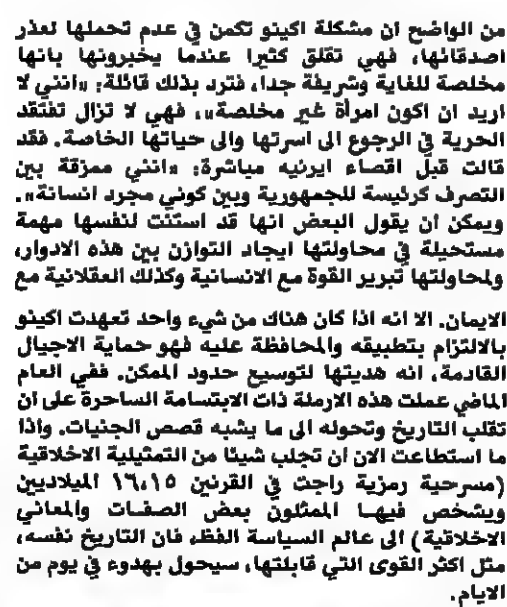 من الواضح ان مشكلة اكينو تكمن في عدم تحملها لعذر
اصدقائها، فهي تقلق كثيرا عندما يخبرونها بانها
مخلصة للغاية وشريفة جدا، فترد بذلك قائلة: «انني لا
اريد ان اكون امرأة غير مخلصة»، فهي لا تزال تفتقد
الحرية في الرجوع الى اسرتها والى حياتها الخاصة. فقد
قالت قبل اقصاء ايرنيه مباشرة: «انني ممزقة بين
التصرف كرئيسة للجمهورية وبين كوني مجرد انسانة».
ويمكن ان يقول البعض انها قد استنت لنفسها مهمة
مستحيلة في محاولتها ايجاد التوازن بين هذه الادوار،
ولمحاولتها تبرير القوة مع الانسانية وكذلك العقلانية مع
الايمان. الا انه اذا كان هناك من شيء واحد تعهدت اكينو
بالالتزام بتطبيقه والمحافظة عليه فهو حماية الاجيال
القادمة، انه هديتها لتوسيع حدود الممكن. ففي العام
الماضي عملت هذه الارملة ذات الابتسامة الساحرة على ان
تقلب التاريخ وتحوله الى ما يشبه قصص الجنيات. واذا
ما استطاعت الان ان تجلب شيئا من التمثيلية الاخلاقية
(مسرحية رمزية راجت في القرنين ١٦،١٥ الميلاديين
ويشخص فيها الممثلون بعض الصفات والمعاني
الاخلاقية) الى عالم السياسة الفظ، فان التاريخ نفسه،
مثل اكثر القوى التي قابلتها، سيحول بهدوء في يوم من
الايام.